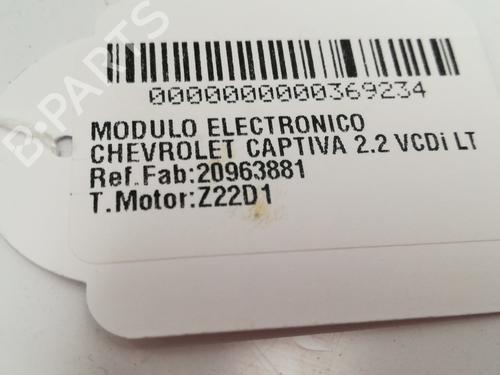 B-PARTS
0000000000369234
MODULO ELECTRONICO
CHEVROLET CAPTIVA 2.2 VCDi LT
Ref.Fab:20963881
T.Motor:Z22D1